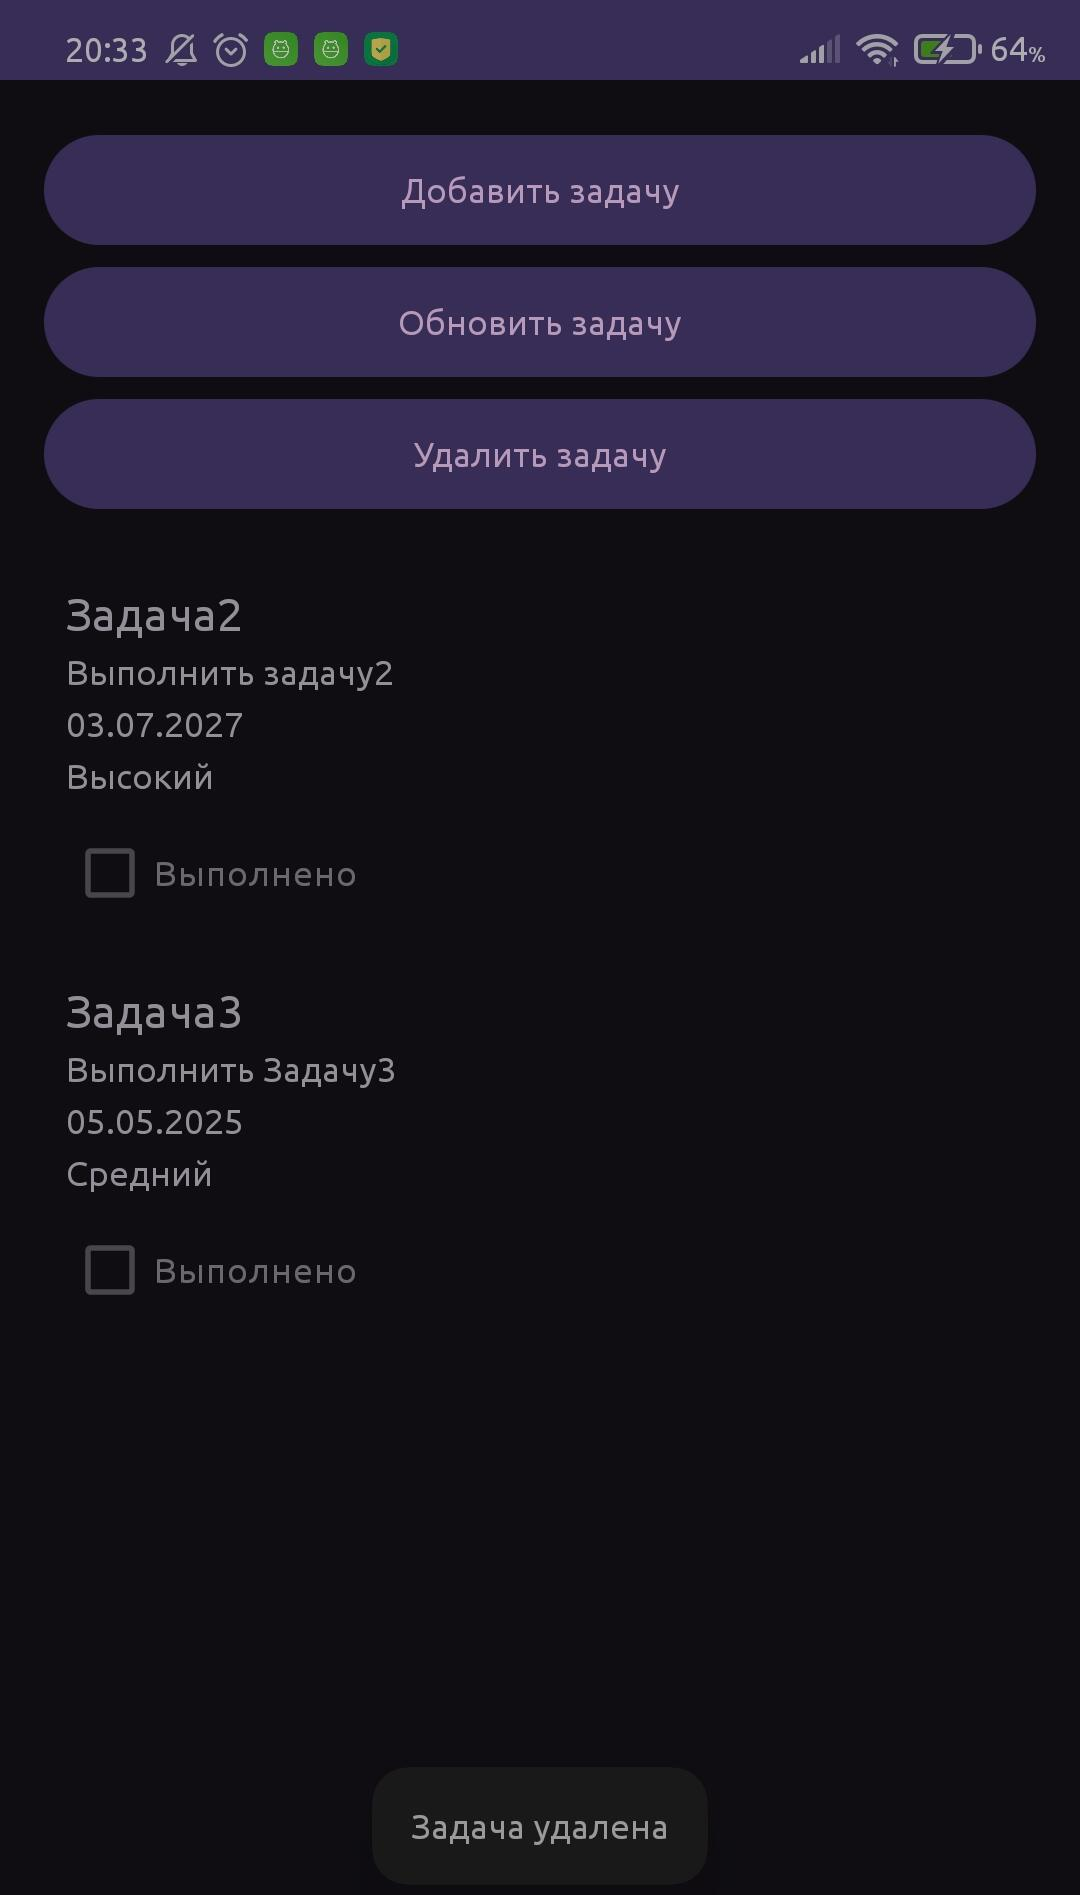 20:33
64%
Добавить задачу
Обновить задачу
Удалить задачу
Задача2
Выполнить задачу2
03.07.2027
Высокий
Выполнено
Задача3
Выполнить Задачу3
05.05.2025
Средний
Выполнено
Задача удалена